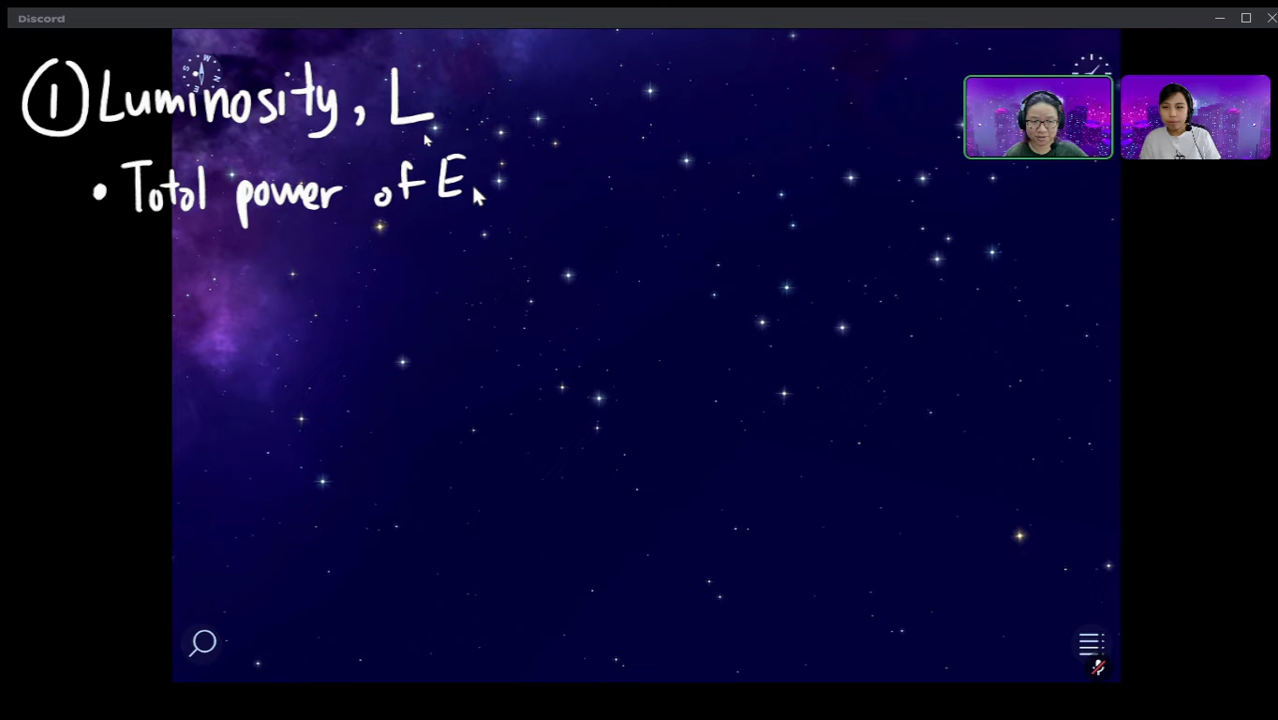 Discord
① Luminosity, L
• Total power of E
W
S
N